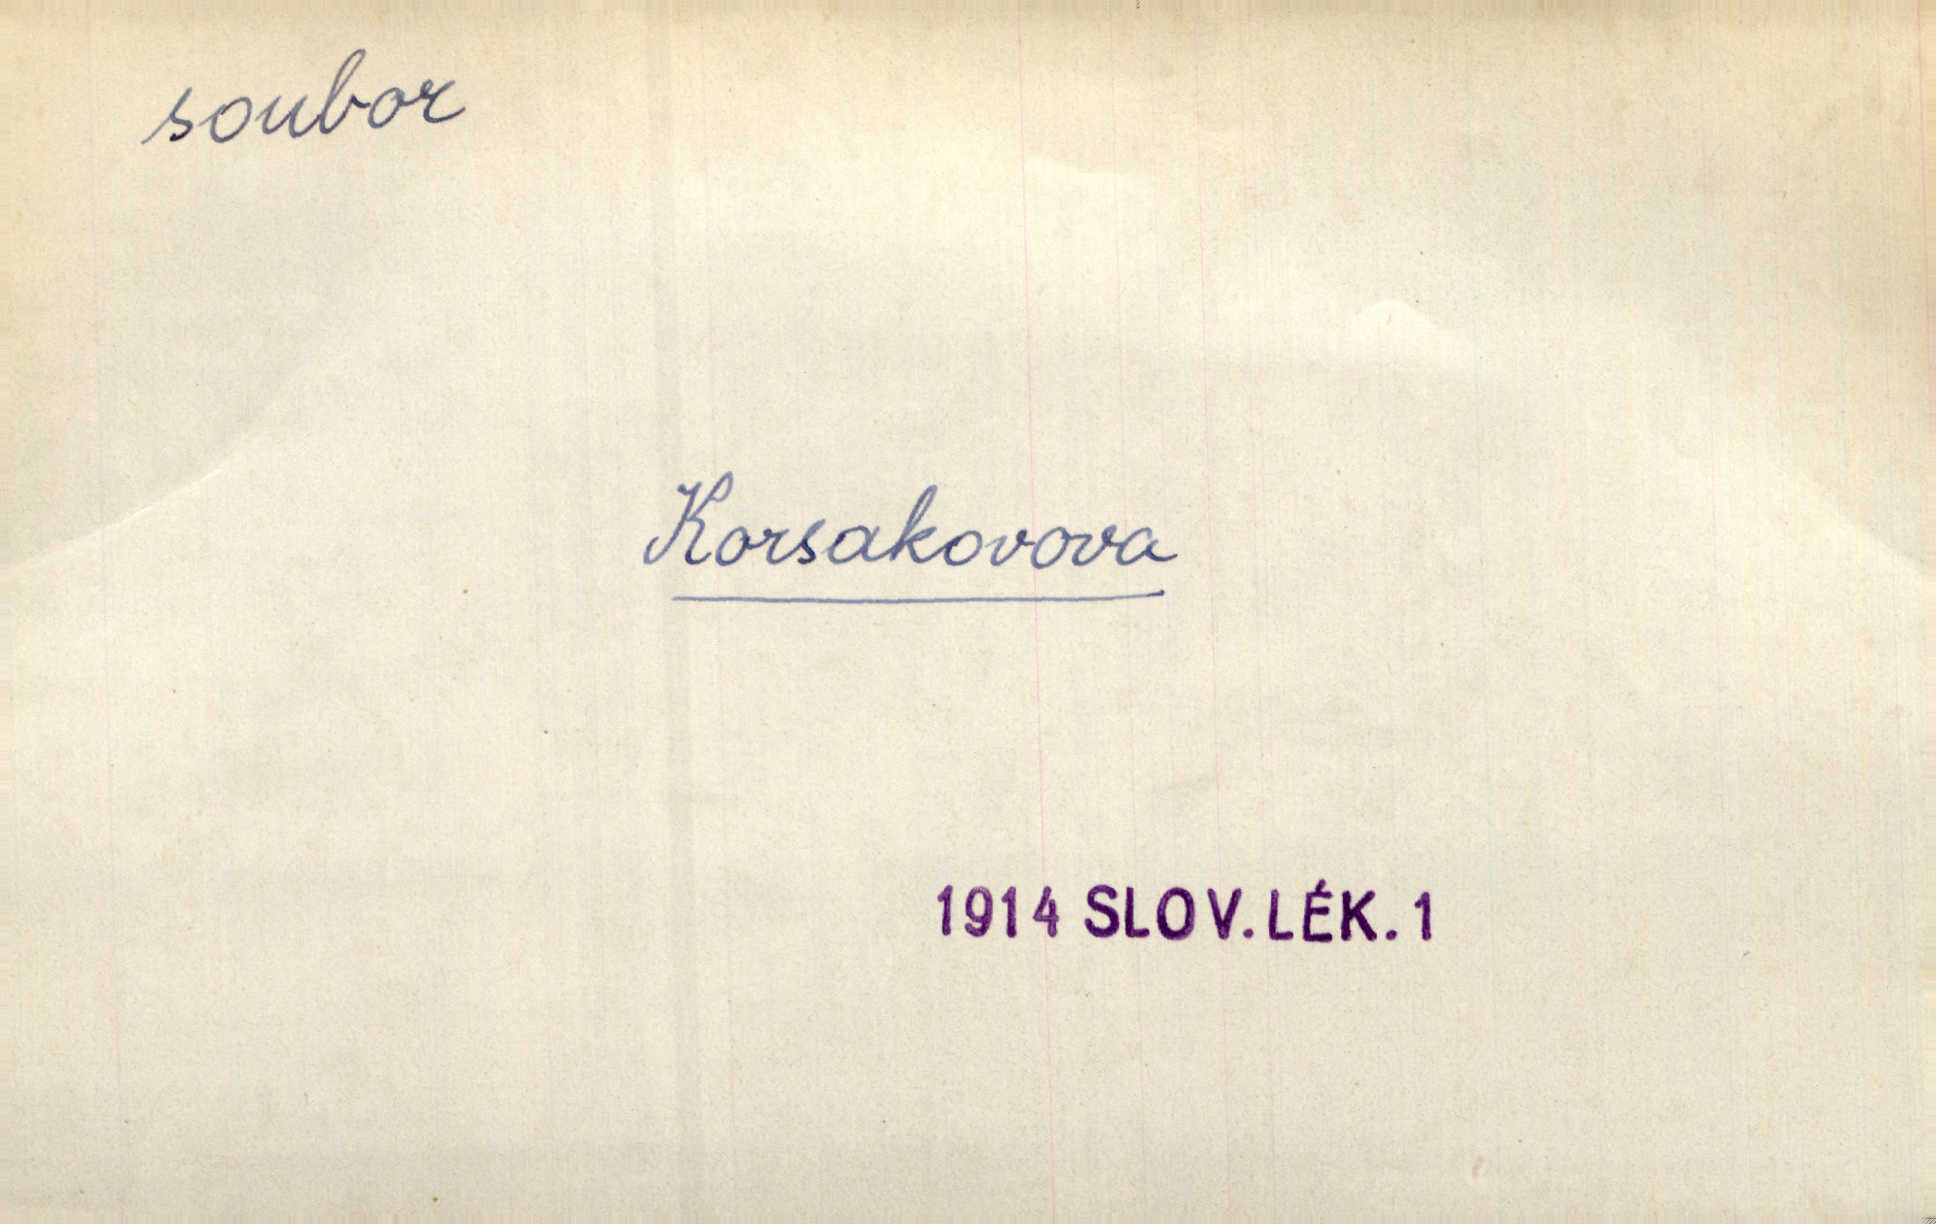 soubor
Korsakovova
1914 SLOV. LÉK. 1